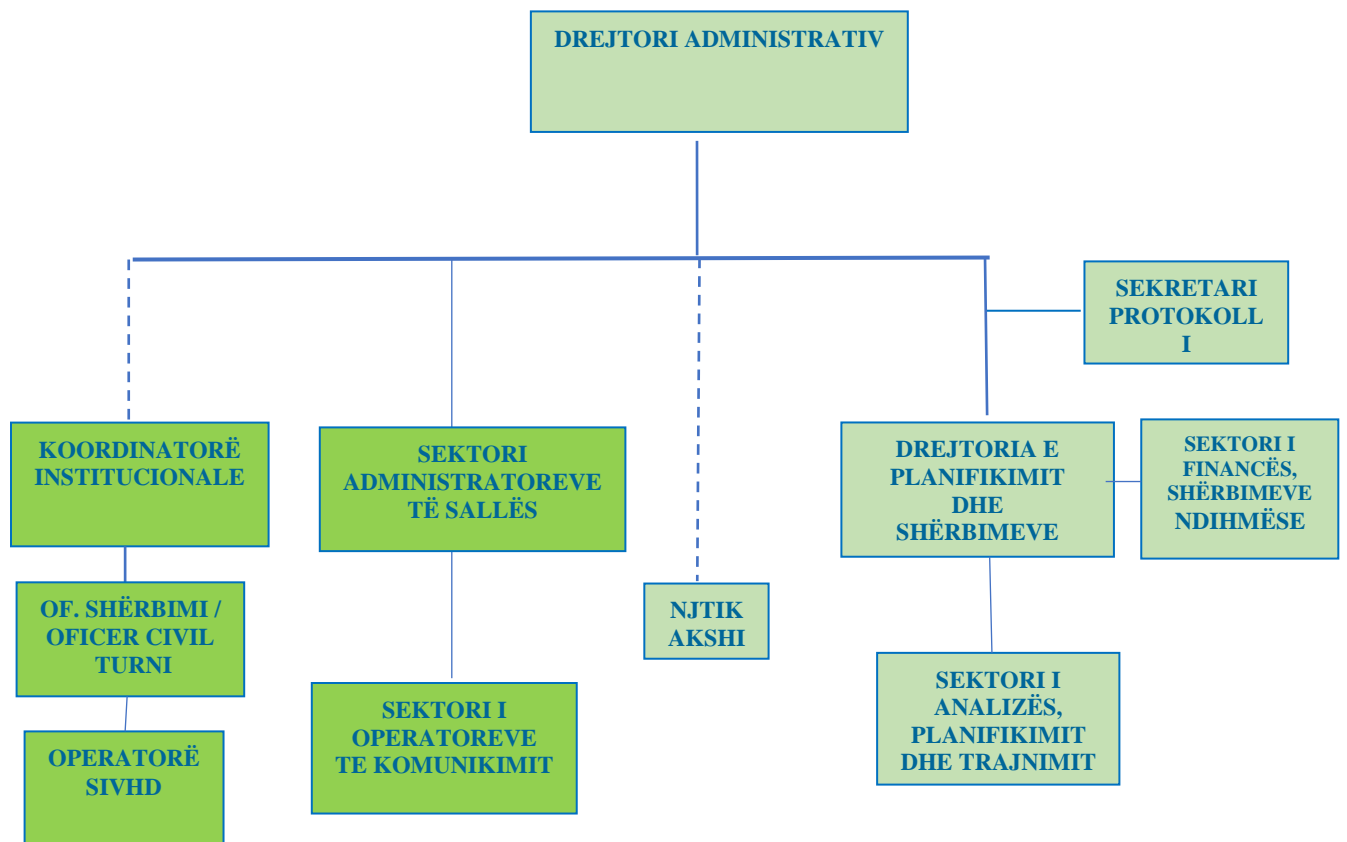 DREJTORI ADMINISTRATIV
SEKRETARI
PROTOKOLL
I
KOORDINATORË
INSTITUCIONALE
SEKTORI
ADMINISTRATOREVE
TË SALLËS
DREJTORIA E
PLANIFIKIMIT
DHE
SHËRBIMEVE
SEKTORI I
FINANCËS,
SHËRBIMEVE
NDIHMËSE
OF. SHËRBIMI /
OFICER CIVIL
TURNI
NJTIK
AKSHI
SEKTORI I
OPERATOREVE
TE KOMUNIKIMIT
SEKTORI I
ANALIZËS,
PLANIFIKIMIT
DHE TRAJNIMIT
OPERATORË
SIVHD